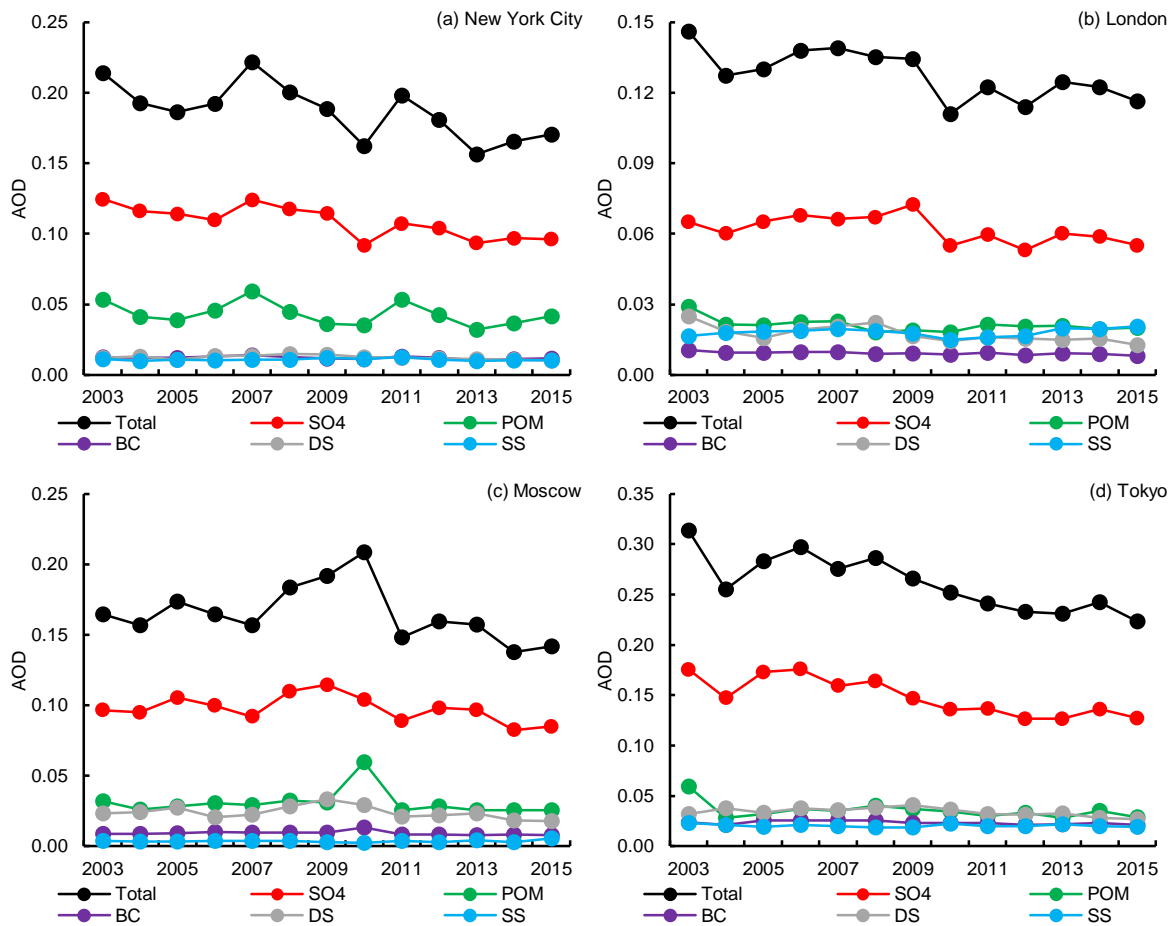 (a) New York City
0.25
0.20
0.15
0.10
0.05
0.00
AOD
2003 2005 2007 2009 2011 2013 2015
Total SO4 POM
BC DS SS
(b) London
0.15
0.12
0.09
0.06
0.03
0.00
AOD
2003 2005 2007 2009 2011 2013 2015
Total SO4 POM
BC DS SS
(c) Moscow
0.25
0.20
0.15
0.10
0.05
0.00
AOD
2003 2005 2007 2009 2011 2013 2015
Total SO4 POM
BC DS SS
(d) Tokyo
0.35
0.30
0.25
0.20
0.15
0.10
0.05
0.00
AOD
2003 2005 2007 2009 2011 2013 2015
Total SO4 POM
BC DS SS